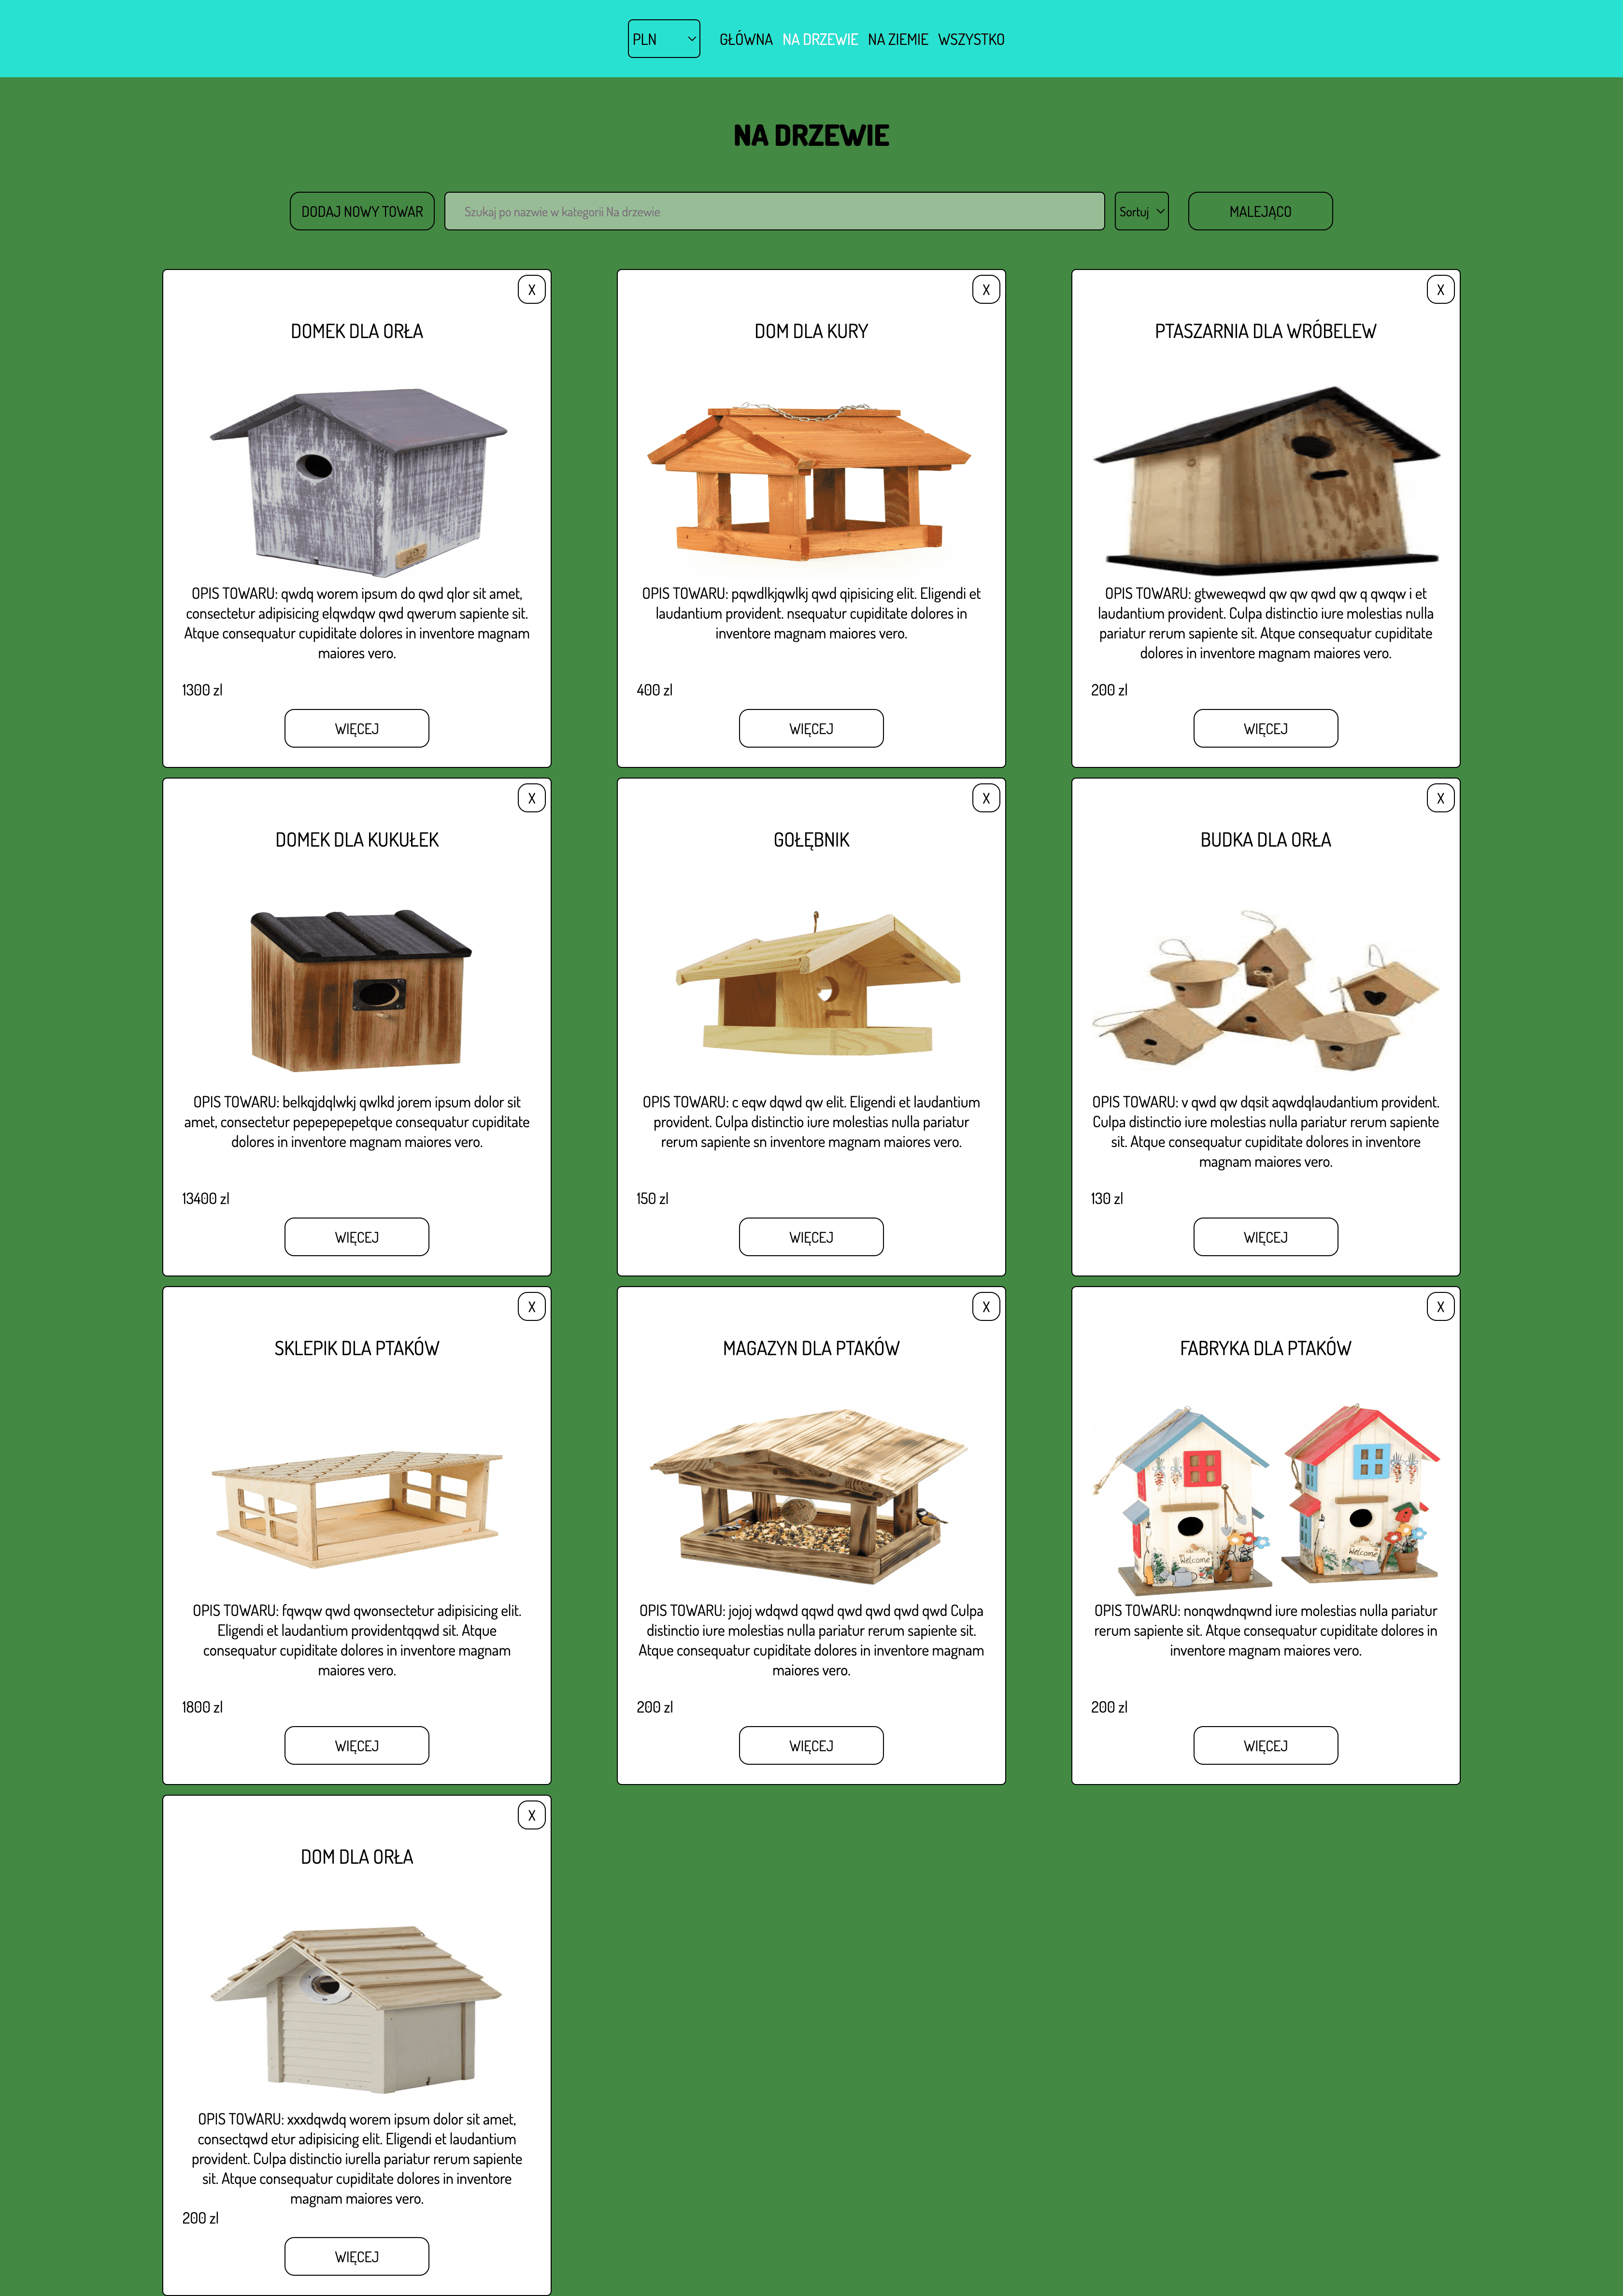 PLN GŁÓWNA NA DRZEWIE NA ZIEMIE WSZYSTKO
NA DRZEWIE
DODAJ NOWY TOWAR Szukaj po nazwie w kategorii Na drzewie Sortuj MALEJĄCO
X
DOMEK DLA ORŁA
OPIS TOWARU: qwdq worem ipsum do qwd qlor sit amet,
consectetur adipisicing elqwdqw qwd qwerum sapiente sit.
Atque consequatur cupiditate dolores in inventore magnam
maiores vero.
1300 zl
WIĘCEJ
X
DOM DLA KURY
OPIS TOWARU: pqwdlkjqwlkj qwd qipisicing elit. Eligendi et
laudantium provident. nsequatur cupiditate dolores in
inventore magnam maiores vero.
400 zl
WIĘCEJ
X
PTASZARNIA DLA WRÓBELEW
OPIS TOWARU: gtweweqwd qw qw qwd qw q qwqw i et
laudantium provident. Culpa distinctio iure molestias nulla
pariatur rerum sapiente sit. Atque consequatur cupiditate
dolores in inventore magnam maiores vero.
200 zl
WIĘCEJ
X
DOMEK DLA KUKUŁEK
OPIS TOWARU: belkqjdqlwkj qwlkd jorem ipsum dolor sit
amet, consectetur pepepepepetque consequatur cupiditate
dolores in inventore magnam maiores vero.
13400 zl
WIĘCEJ
X
GOŁĘBNIK
OPIS TOWARU: c eqw dqwd qw elit. Eligendi et laudantium
provident. Culpa distinctio iure molestias nulla pariatur
rerum sapiente sn inventore magnam maiores vero.
150 zl
WIĘCEJ
X
BUDKA DLA ORŁA
OPIS TOWARU: v qwd qw dqsit aqwdqlaudantium provident.
Culpa distinctio iure molestias nulla pariatur rerum sapiente
sit. Atque consequatur cupiditate dolores in inventore
magnam maiores vero.
130 zl
WIĘCEJ
X
SKLEPIK DLA PTAKÓW
OPIS TOWARU: fqwqw qwd qwonsectetur adipisicing elit.
Eligendi et laudantium providentqqwd sit. Atque
consequatur cupiditate dolores in inventore magnam
maiores vero.
1800 zl
WIĘCEJ
X
MAGAZYN DLA PTAKÓW
OPIS TOWARU: jojoj wdqwd qqwd qwd qwd qwd qwd Culpa
distinctio iure molestias nulla pariatur rerum sapiente sit.
Atque consequatur cupiditate dolores in inventore magnam
maiores vero.
200 zl
WIĘCEJ
X
FABRYKA DLA PTAKÓW
Welcome
Welcome
OPIS TOWARU: nonqwdnqwnd iure molestias nulla pariatur
rerum sapiente sit. Atque consequatur cupiditate dolores in
inventore magnam maiores vero.
200 zl
WIĘCEJ
X
DOM DLA ORŁA
OPIS TOWARU: xxxdqwdq worem ipsum dolor sit amet,
consectqwd etur adipisicing elit. Eligendi et laudantium
provident. Culpa distinctio iurella pariatur rerum sapiente
sit. Atque consequatur cupiditate dolores in inventore
magnam maiores vero.
200 zl
WIĘCEJ